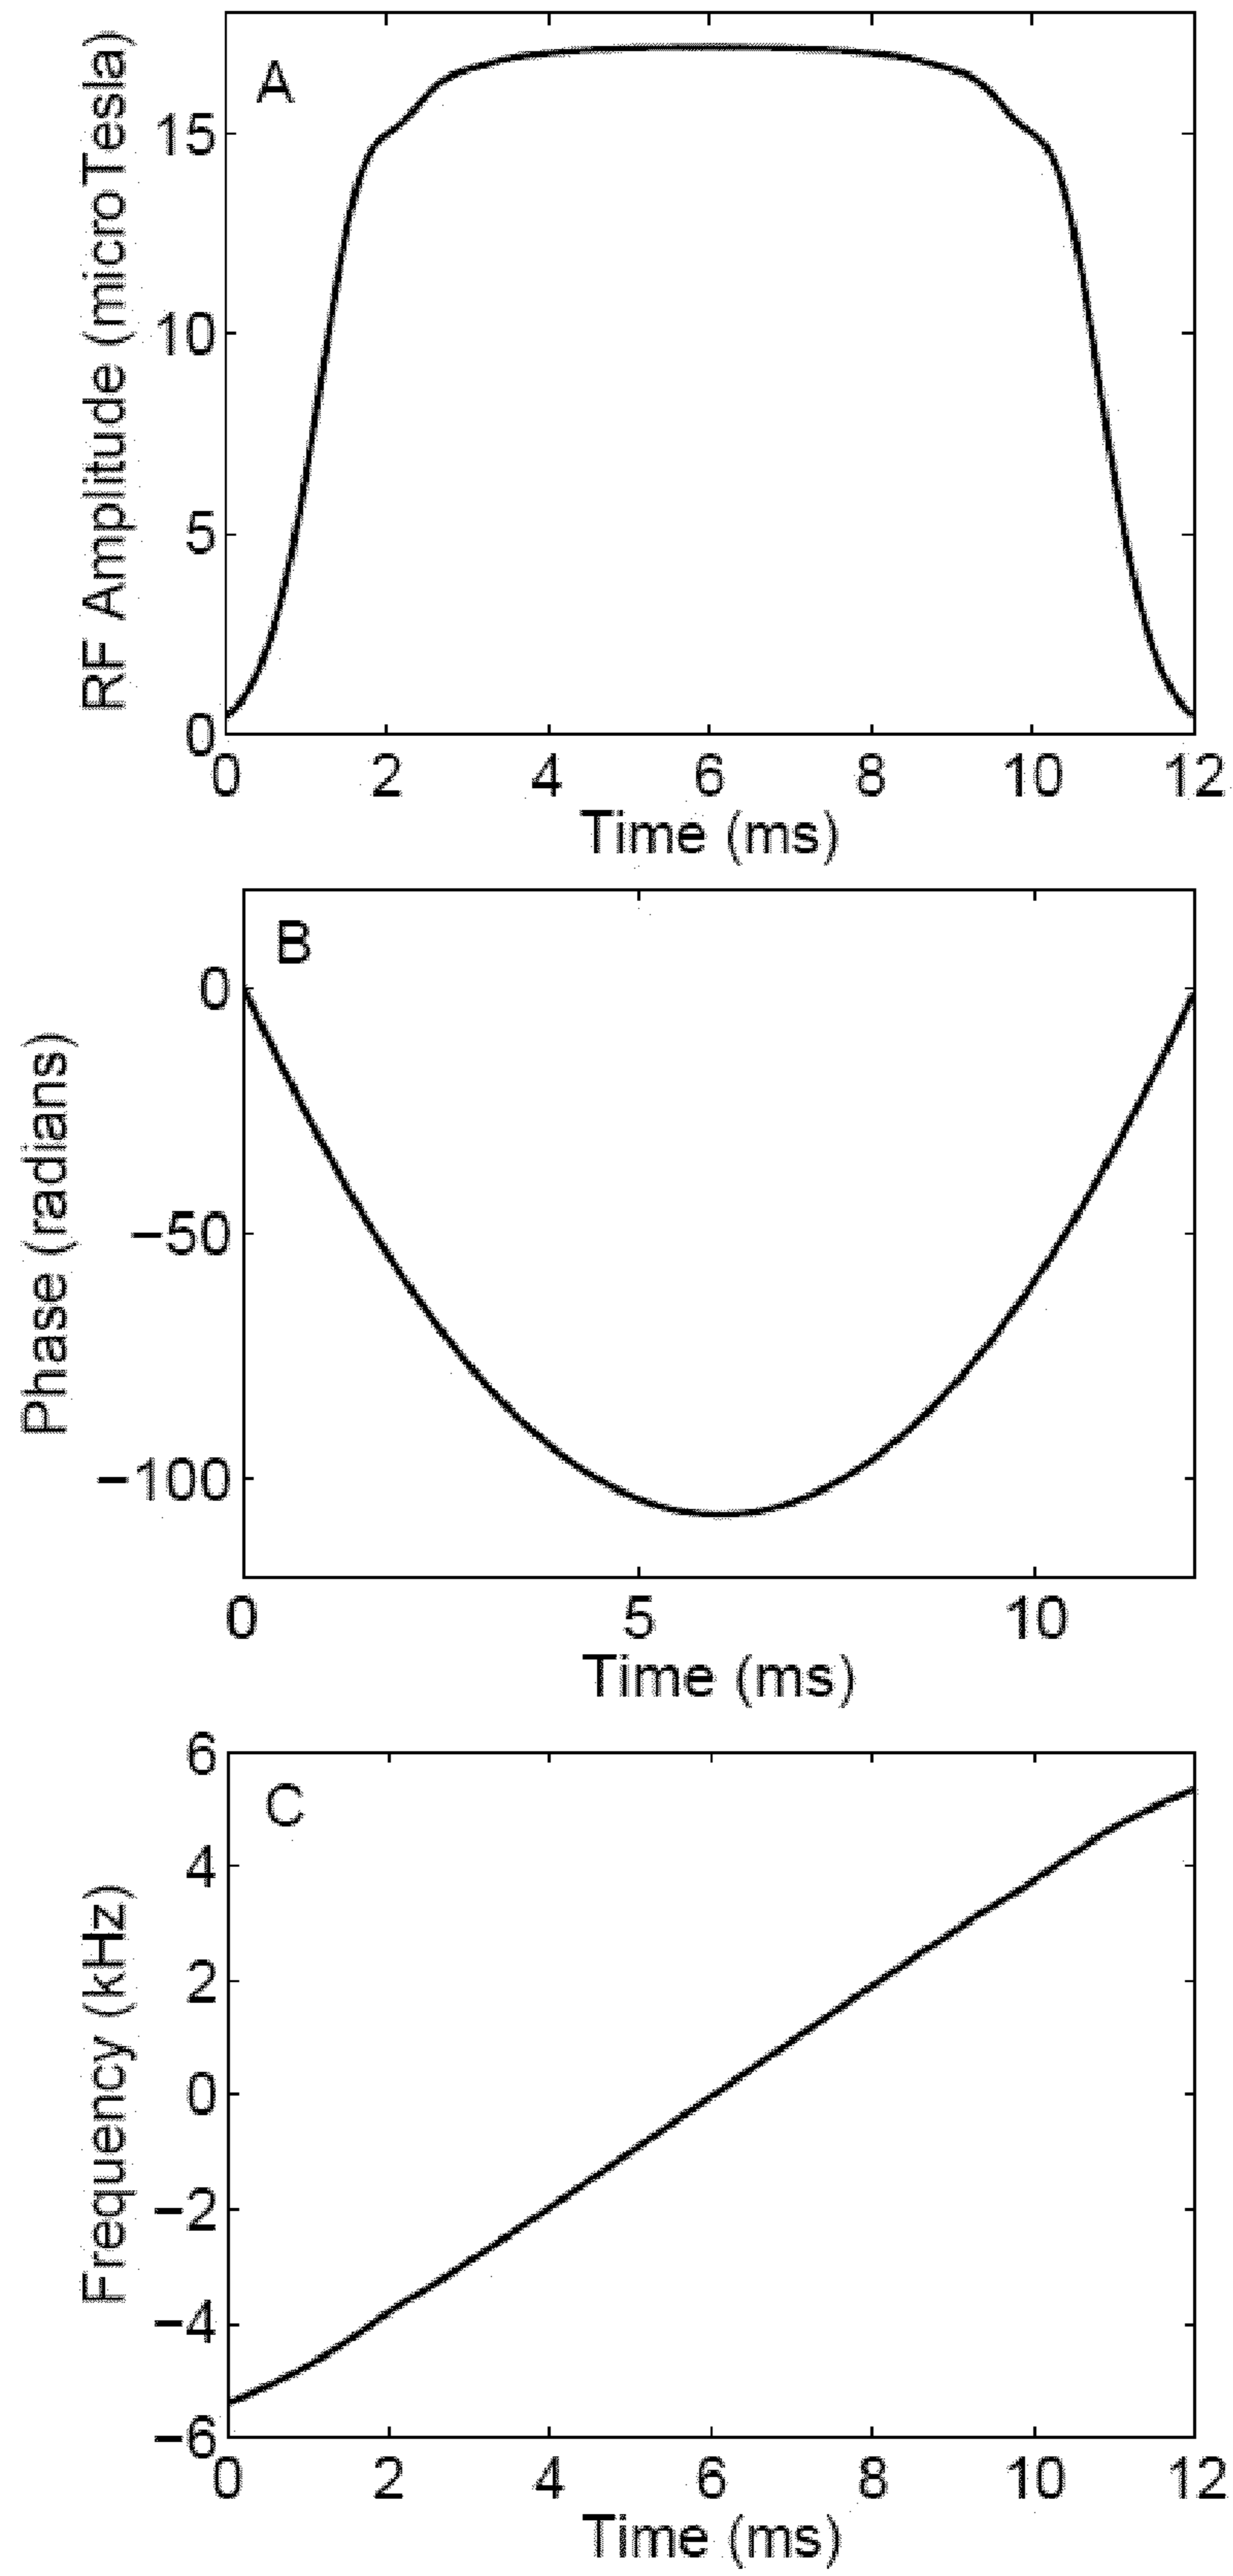 A
RF Amplitude (microTesla)
15
10
5
0
0 2 4 6 8 10 12
Time (ms)
B
Phase (radians)
0
−50
−100
0 5 10
Time (ms)
C
Frequency (kHz)
6
4
2
0
−2
−4
−6
0 2 4 6 8 10 12
Time (ms)